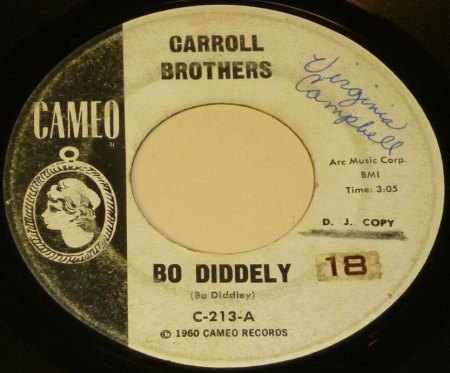 CARROLL
BROTHERS
CAMEO
Virginia
Campbell
Arc Music Corp.
BMI
Time: 3:05
D. J. COPY
BO DIDDELY
18
(Bo Diddley)
C-213-A
© 1960 CAMEO RECORDS